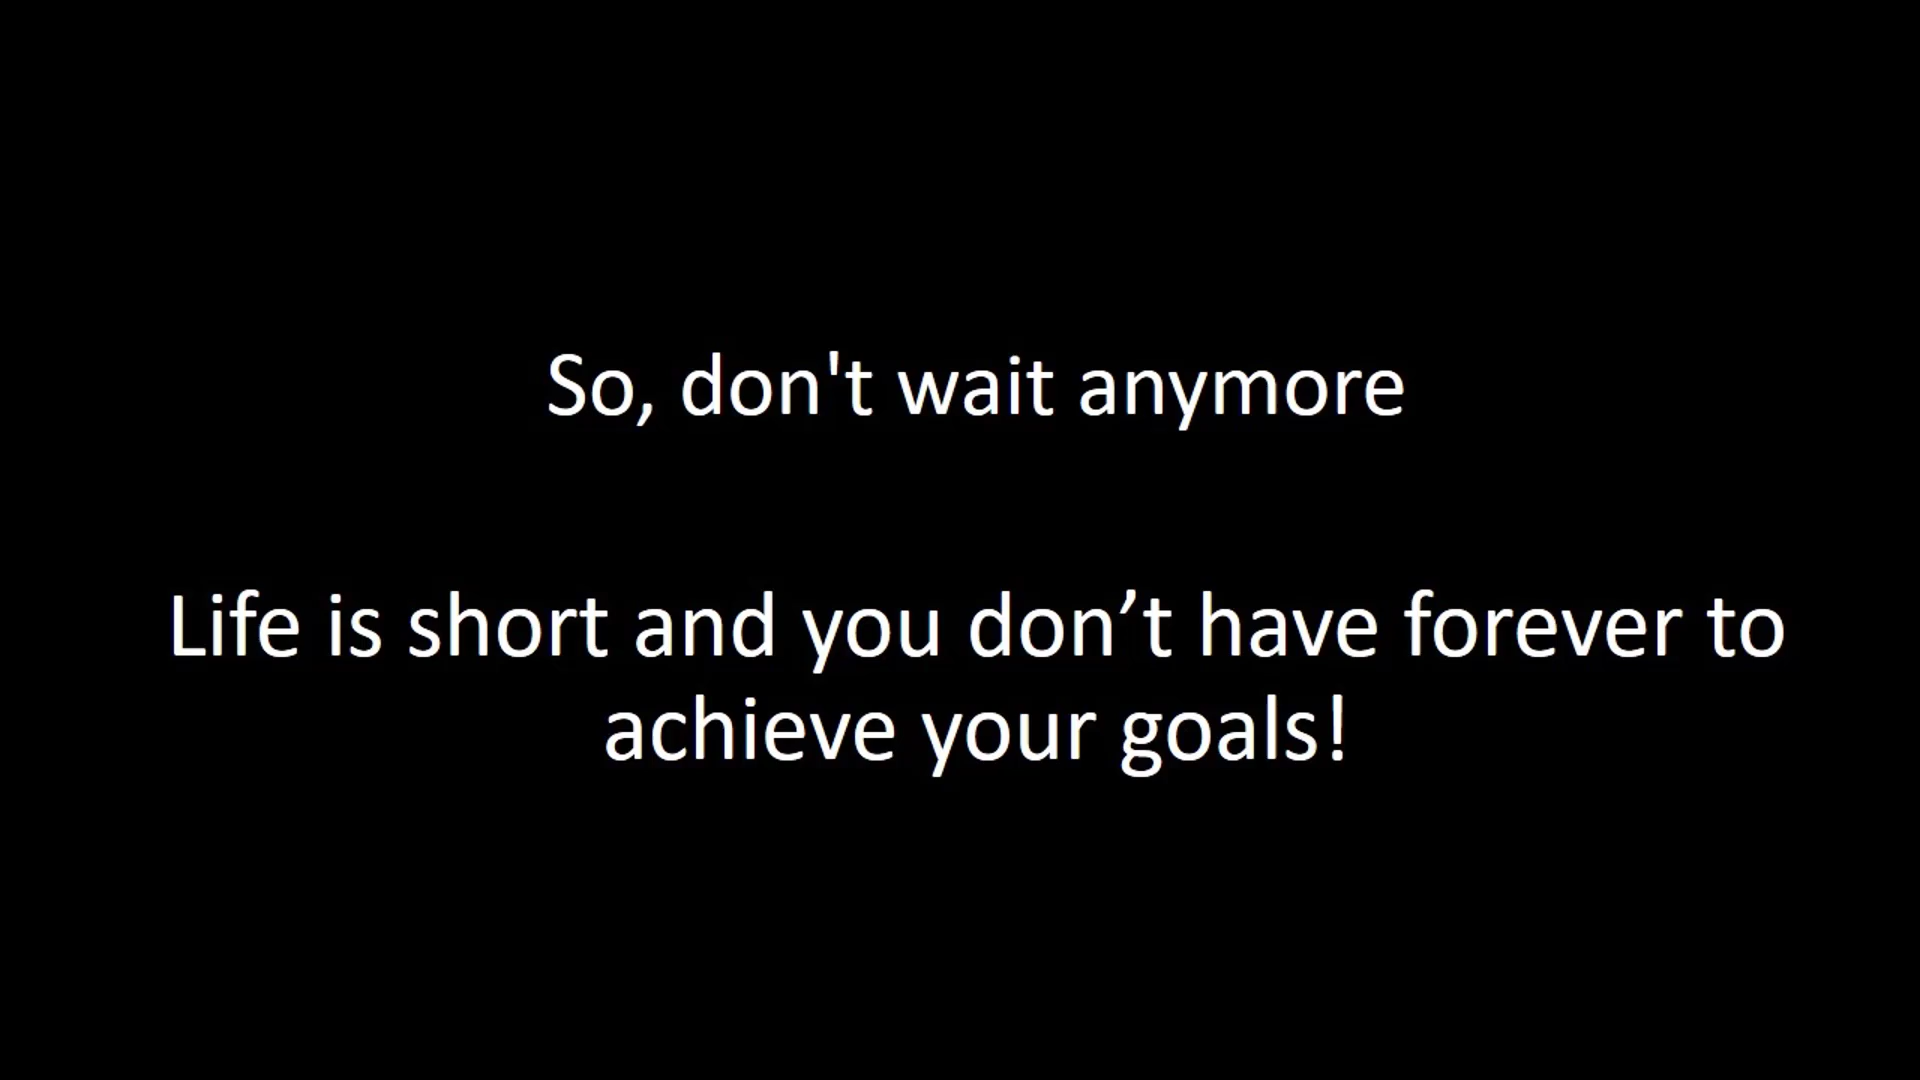 So, don't wait anymore
Life is short and you don’t have forever to
achieve your goals!